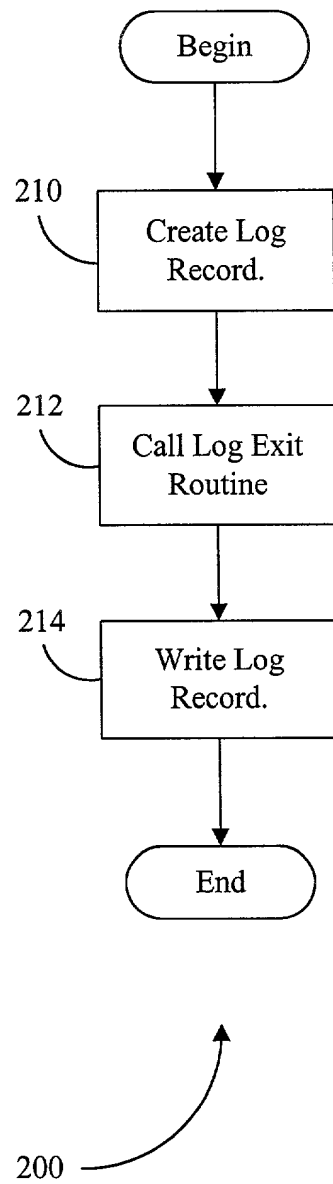 Begin
210
Create Log
Record.
212
Call Log Exit
Routine
214
Write Log
Record.
End
200